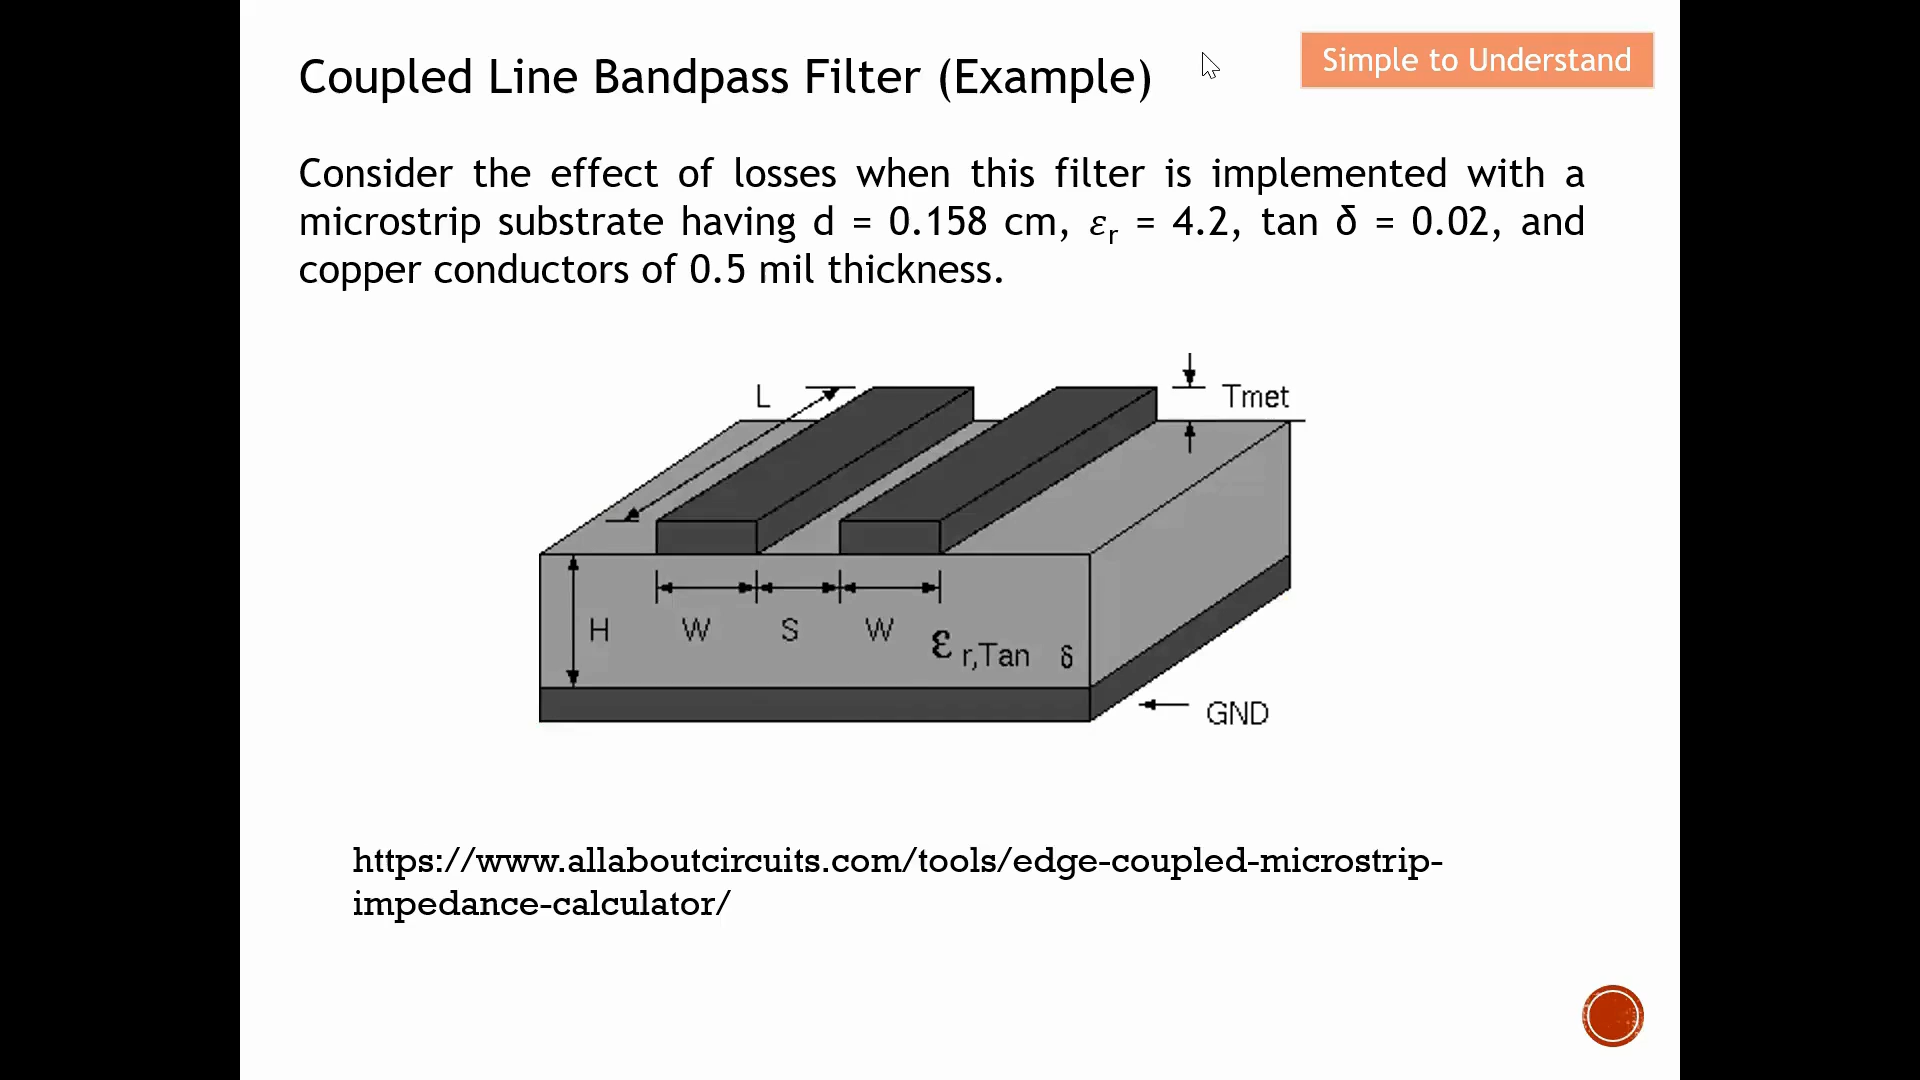 Coupled Line Bandpass Filter (Example)
Simple to Understand
Consider the effect of losses when this filter is implemented with a
microstrip substrate having d = 0.158 cm, εr = 4.2, tan δ = 0.02, and
copper conductors of 0.5 mil thickness.
L
Tmet
H
W
S
W
εr,Tan δ
GND
https://www.allaboutcircuits.com/tools/edge-coupled-microstrip-
impedance-calculator/